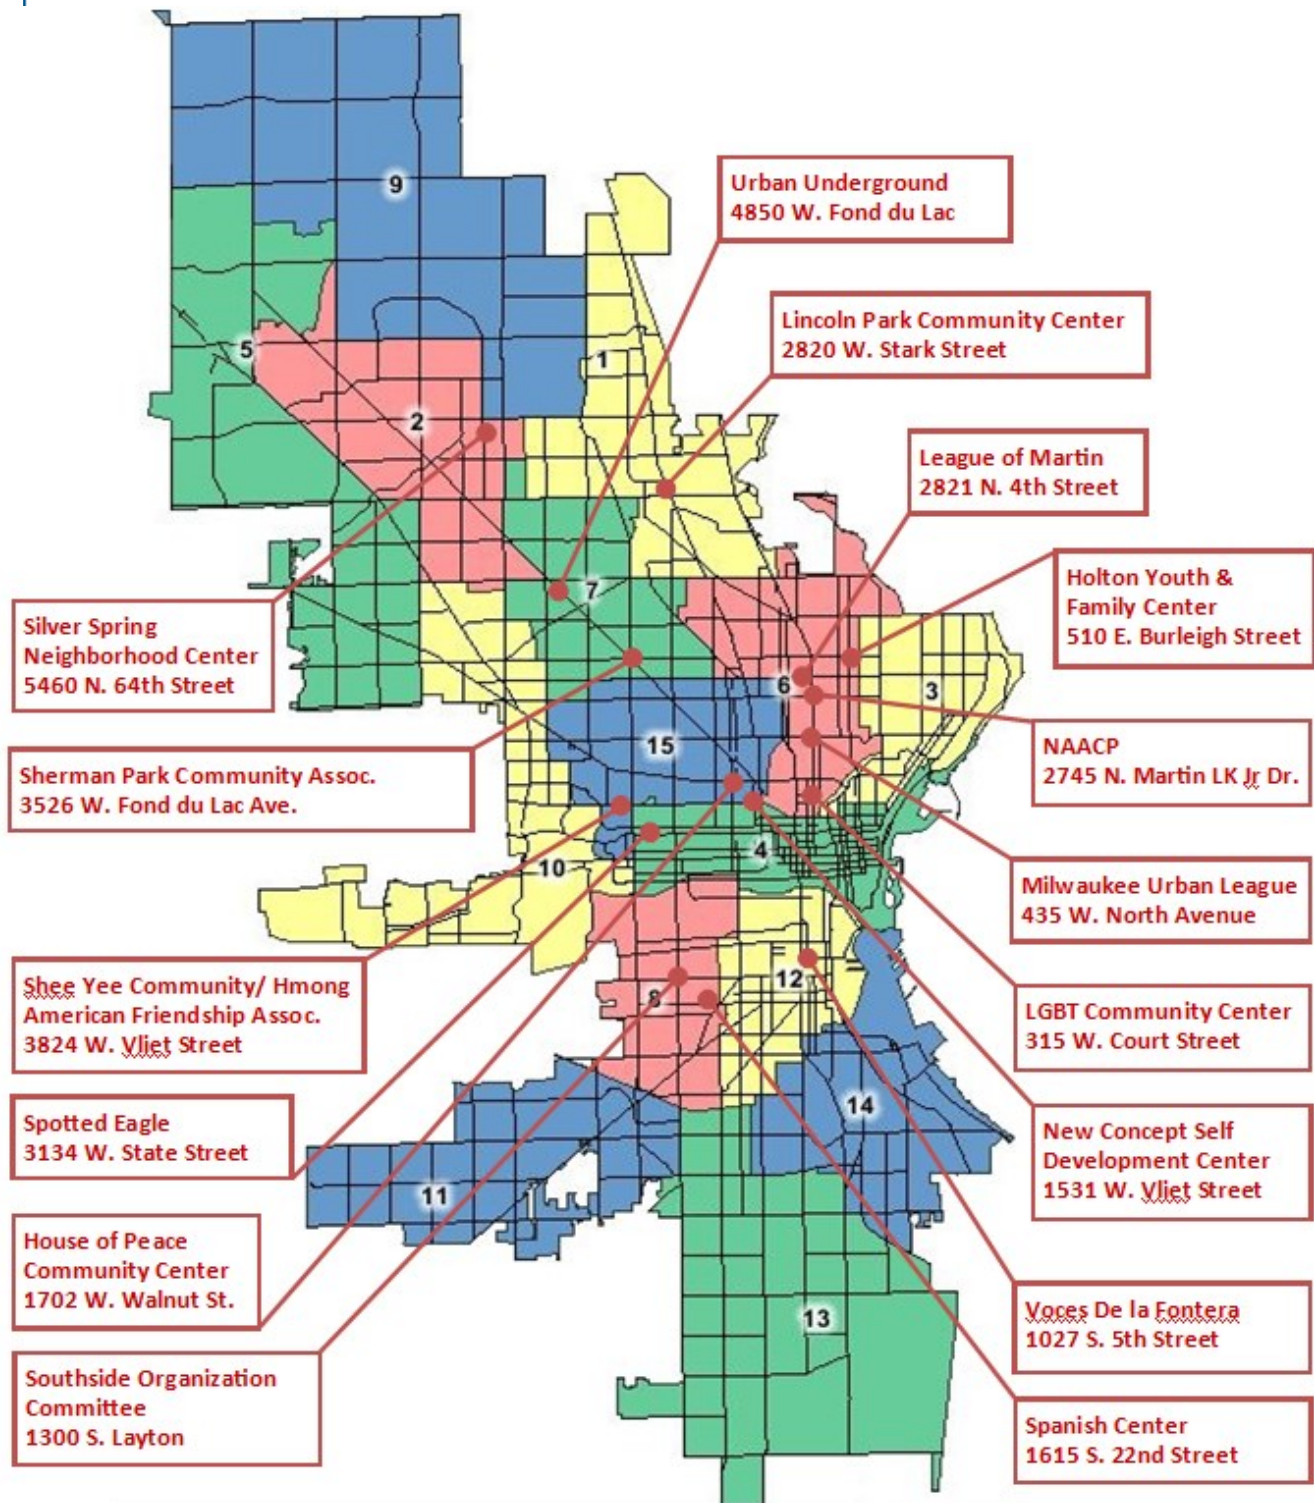 9
Urban Underground
4850 W. Fond du Lac
Lincoln Park Community Center
2820 W. Stark Street
5
1
2
League of Martin
2821 N. 4th Street
Holton Youth &
Family Center
510 E. Burleigh Street
7
Silver Spring
Neighborhood Center
5460 N. 64th Street
6
3
15
NAACP
2745 N. Martin LK Jr Dr.
Sherman Park Community Assoc.
3526 W. Fond du Lac Ave.
4
10
Milwaukee Urban League
435 W. North Avenue
Shee Yee Community/ Hmong
American Friendship Assoc.
3824 W. Vliet Street
8
12
LGBT Community Center
315 W. Court Street
Spotted Eagle
3134 W. State Street
14
New Concept Self
Development Center
1531 W. Vliet Street
11
House of Peace
Community Center
1702 W. Walnut St.
13
Voces De la Fontera
1027 S. 5th Street
Southside Organization
Committee
1300 S. Layton
Spanish Center
1615 S. 22nd Street